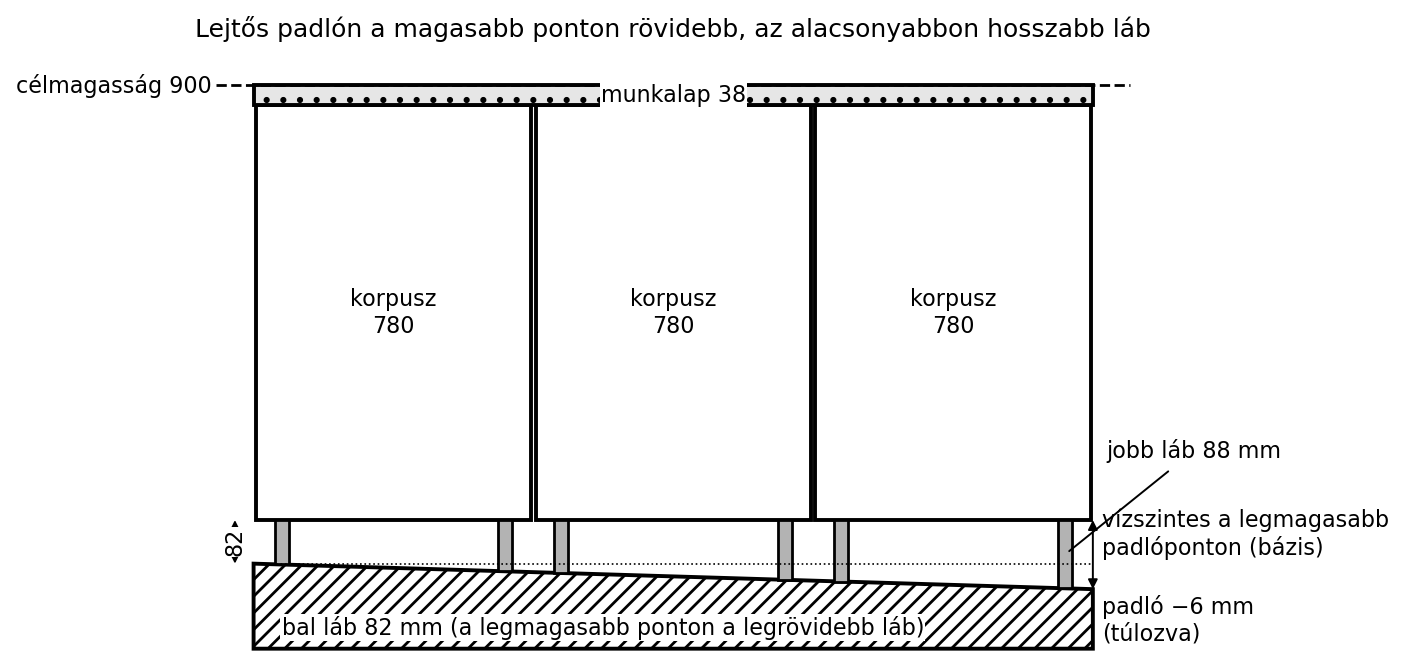 Lejtős padlón a magasabb ponton rövidebb, az alacsonyabbon hosszabb láb
célmagasság 900
munkalap 38
korpusz
780
korpusz
780
korpusz
780
jobb láb 88 mm
82
vízszintes a legmagasabb
padlóponton (bázis)
padló −6 mm
(túlozva)
bal láb 82 mm (a legmagasabb ponton a legrövidebb láb)